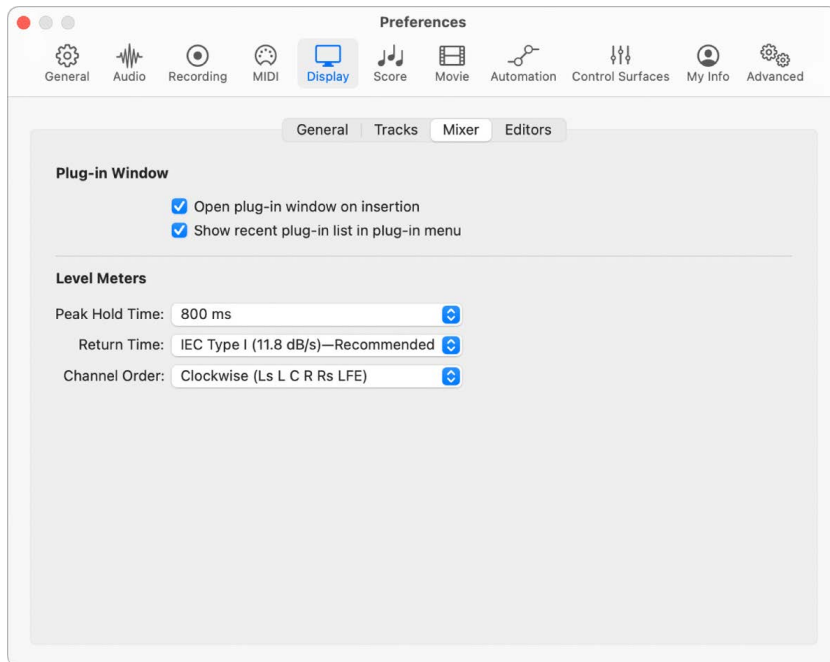 Preferences
General Audio Recording MIDI Display Score Movie Automation Control Surfaces My Info Advanced
General Tracks Mixer Editors
Plug-in Window
Open plug-in window on insertion
Show recent plug-in list in plug-in menu
Level Meters
Peak Hold Time: 800 ms
Return Time: IEC Type I (11.8 dB/s)—Recommended
Channel Order: Clockwise (Ls L C R Rs LFE)